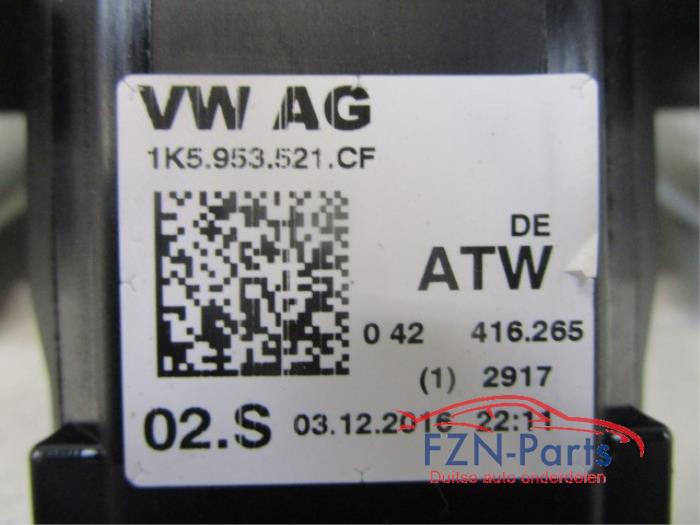 VW AG
1K5.953.521.CF
DE
ATW
0 42 416.265
(1) 2917
02.S 03.12.2016 22:11
FZN-Parts
Duitse auto onderdelen